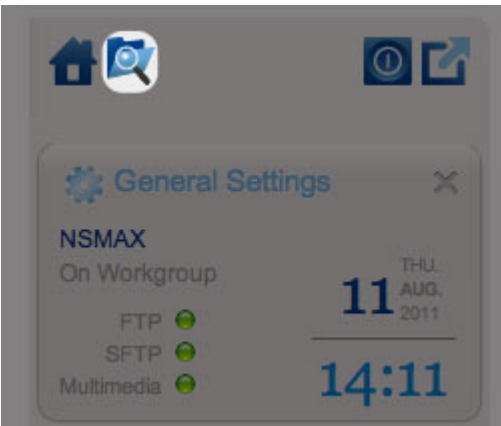 General Settings
NSMAX
On Workgroup
FTP
SFTP
Multimedia
11
THU.
AUG.
2011
14:11